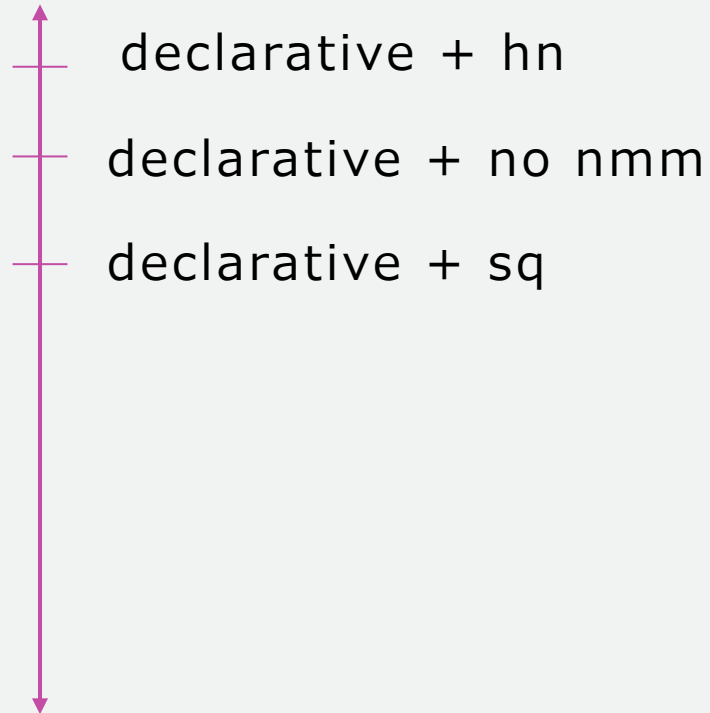 declarative + hn
declarative + no nmm
declarative + sq